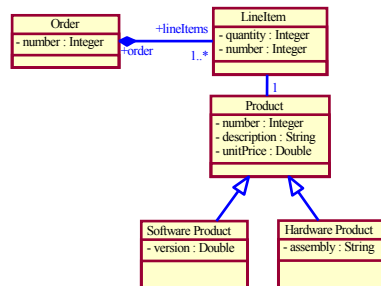 Order
- number : Integer
+lineItems
+order
1..*
LineItem
- quantity : Integer
- number : Integer
1
Product
- number : Integer
- description : String
- unitPrice : Double
Software Product
- version : Double
Hardware Product
- assembly : String